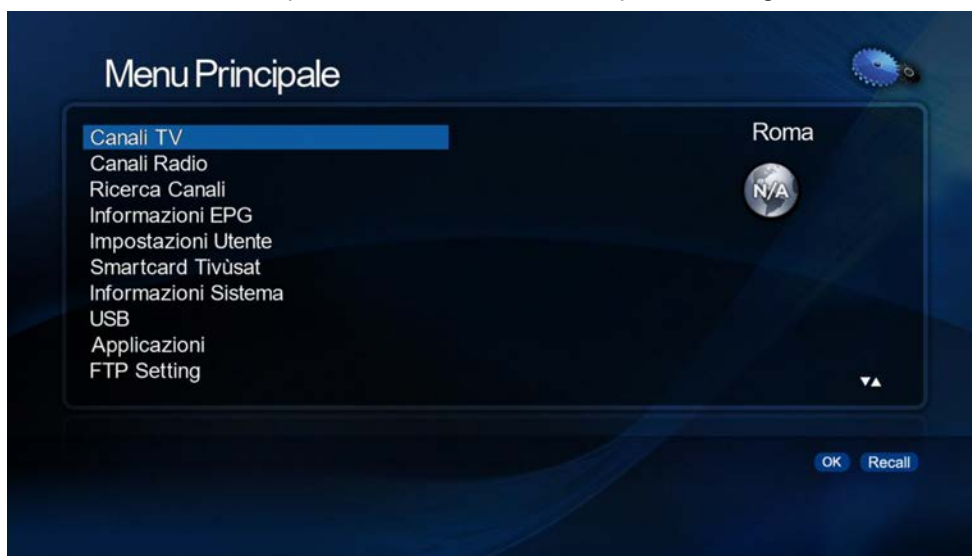 Menu Principale
Canali TV
Canali Radio
Ricerca Canali
Informazioni EPG
Impostazioni Utente
Smartcard Tivùsat
Informazioni Sistema
USB
Applicazioni
FTP Setting
Roma
N/A
OK Recall